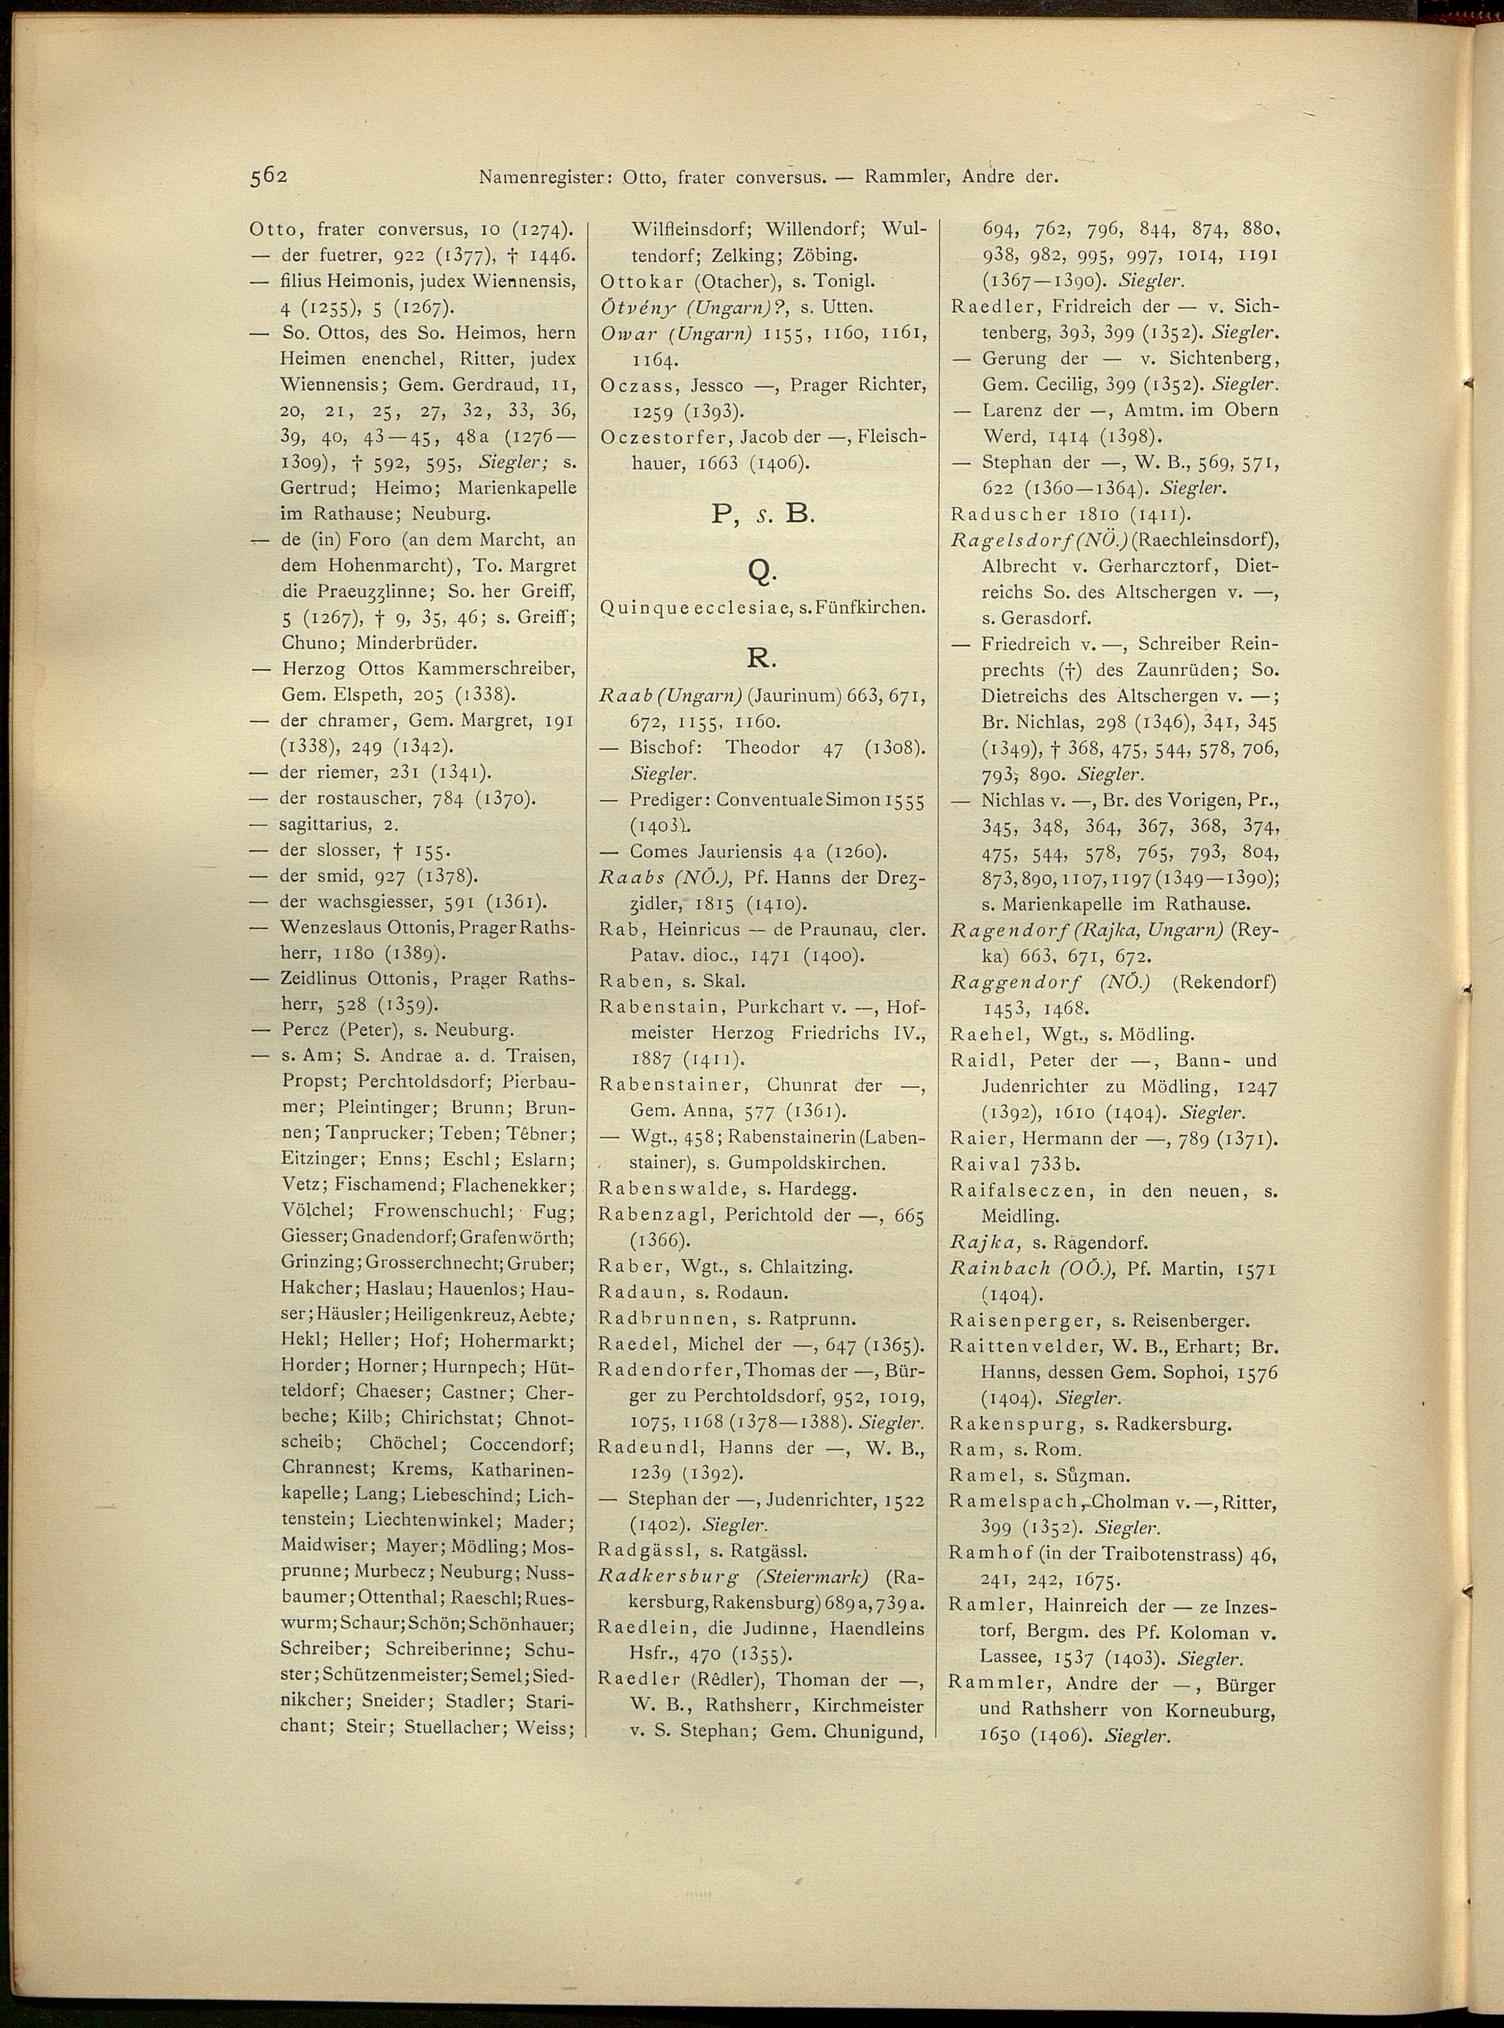 562
Namenregister: Otto, frater conversus. — Rammler, Andre der.
Otto, frater conversus, 10 (1274).
— der fuetrer, 922 (1377), † 1446.
— filius Heimonis, judex Wiennensis,
4 (1255), 5 (1267).
— So. Ottos, des So. Heimos, hern
Heimen enenchel, Ritter, judex
Wiennensis; Gem. Gerdraud, 11,
20, 21, 25, 27, 32, 33, 36,
39, 40, 43—45, 48a (1276—
1309), † 592, 595, Siegler; s.
Gertrud; Heimo; Marienkapelle
im Rathause; Neuburg.
— de (in) Foro (an dem Marcht, an
dem Hohenmarcht), To. Margret
die Praeuʒʒlinne; So. her Greiff,
5 (1267), † 9, 35, 46; s. Greiff;
Chuno; Minderbrüder.
— Herzog Ottos Kammerschreiber,
Gem. Elspeth, 205 (1338).
— der chramer, Gem. Margret, 191
(1338), 249 (1342).
— der riemer, 231 (1341).
— der rostauscher, 784 (1370).
— sagittarius, 2.
— der slosser, † 155.
— der smid, 927 (1378).
— der wachsgiesser, 591 (1361).
— Wenzeslaus Ottonis, Prager Raths-
herr, 1180 (1389).
— Zeidlinus Ottonis, Prager Raths-
herr, 528 (1359).
— Percz (Peter), s. Neuburg.
— s. Am; S. Andrae a. d. Traisen,
Propst; Perchtoldsdorf; Pierbau-
mer; Pleintinger; Brunn; Brun-
nen; Tanprucker; Teben; Têbner;
Eitzinger; Enns; Eschl; Eslarn;
Vetz; Fischamend; Flachenekker;
Völchel; Frowenschuchl; Fug;
Giesser; Gnadendorf; Grafenwörth;
Grinzing; Grosserchnecht; Gruber;
Hakcher; Haslau; Hauenlos; Hau-
ser; Häusler; Heiligenkreuz, Aebte;
Hekl; Heller; Hof; Hohermarkt;
Horder; Horner; Hurnpech; Hüt-
teldorf; Chaeser; Castner; Cher-
beche; Kilb; Chirichstat; Chnot-
scheib; Chöchel; Coccendorf;
Chrannest; Krems, Katharinen-
kapelle; Lang; Liebeschind; Lich-
tenstein; Liechtenwinkel; Mader;
Maidwiser; Mayer; Mödling; Mos-
prunne; Murbecz; Neuburg; Nuss-
baumer; Ottenthal; Raeschl; Rues-
wurm; Schaur; Schön; Schönhauer;
Schreiber; Schreiberinne; Schu-
ster; Schützenmeister; Semel; Sied-
nikcher; Sneider; Stadler; Stari-
chant; Steir; Stuellacher; Weiss;
Wilfleinsdorf; Willendorf; Wul-
tendorf; Zelking; Zöbing.
Ottokar (Otacher), s. Tonigl.
Ötvény (Ungarn)?, s. Utten.
Owar (Ungarn) 1155, 1160, 1161,
1164.
Oczass, Jessco —, Prager Richter,
1259 (1393).
Oczestorfer, Jacob der —, Fleisch-
hauer, 1663 (1406).
P, s. B.
Q.
Quinque ecclesiae, s. Fünfkirchen.
R.
Raab (Ungarn) (Jaurinum) 663, 671,
672, 1155, 1160.
— Bischof: Theodor 47 (1308).
Siegler.
— Prediger: Conventuale Simon 1555
(1403).
— Comes Jauriensis 4a (1260).
Raabs (NÖ.), Pf. Hanns der Dreʒ-
ʒidler, 1815 (1410).
Rab, Heinricus — de Praunau, cler.
Patav. dioc., 1471 (1400).
Raben, s. Skal.
Rabenstain, Purkchart v. —, Hof-
meister Herzog Friedrichs IV.,
1887 (1411).
Rabenstainer, Chunrat der —,
Gem. Anna, 577 (1361).
— Wgt., 458; Rabenstainerin (Laben-
stainer), s. Gumpoldskirchen.
Rabenswalde, s. Hardegg.
Rabenzagl, Perichtold der —, 665
(1366).
Raber, Wgt., s. Chlaitzing.
Radaun, s. Rodaun.
Radbrunnen, s. Ratprunn.
Raedel, Michel der —, 647 (1365).
Radendorfer, Thomas der —, Bür-
ger zu Perchtoldsdorf, 952, 1019,
1075, 1168 (1378—1388). Siegler.
Radeundl, Hanns der —, W. B.,
1239 (1392).
— Stephan der —, Judenrichter, 1522
(1402). Siegler.
Radgässl, s. Ratgässl.
Radkersburg (Steiermark) (Ra-
kersburg, Rakensburg) 689a, 739a.
Raedlein, die Judinne, Haendleins
Hsfr., 470 (1355).
Raedler (Rêdler), Thoman der —,
W. B., Rathsherr, Kirchmeister
v. S. Stephan; Gem. Chunigund,
694, 762, 796, 844, 874, 880,
938, 982, 995, 997, 1014, 1191
(1367—1390). Siegler.
Raedler, Fridreich der — v. Sich-
tenberg, 393, 399 (1352). Siegler.
— Gerung der — v. Sichtenberg,
Gem. Cecilig, 399 (1352). Siegler.
— Larenz der —, Amtm. im Obern
Werd, 1414 (1398).
— Stephan der —, W. B., 569, 571,
622 (1360—1364). Siegler.
Raduscher 1810 (1411).
Ragelsdorf (NÖ.) (Raechleinsdorf),
Albrecht v. Gerharcztorf, Diet-
reichs So. des Altschergen v. —,
s. Gerasdorf.
— Friedreich v. —, Schreiber Rein-
prechts (†) des Zaunrüden; So.
Dietreichs des Altschergen v. —;
Br. Nichlas, 298 (1346), 341, 345
(1349), † 368, 475, 544, 578, 706,
793, 890. Siegler.
— Nichlas v. —, Br. des Vorigen, Pr.,
345, 348, 364, 367, 368, 374,
475, 544, 578, 765, 793, 804,
873, 890, 1107, 1197 (1349—1390);
s. Marienkapelle im Rathause.
Ragendorf (Rajka, Ungarn) (Rey-
ka) 663, 671, 672.
Raggendorf (NÖ.) (Rekendorf)
1453, 1468.
Raehel, Wgt., s. Mödling.
Raidl, Peter der —, Bann- und
Judenrichter zu Mödling, 1247
(1392), 1610 (1404). Siegler.
Raier, Hermann der —, 789 (1371).
Raival 733b.
Raifalseczen, in den neuen, s.
Meidling.
Rajka, s. Ragendorf.
Rainbach (OÖ.), Pf. Martin, 1571
(1404).
Raisenperger, s. Reisenberger.
Raittenvelder, W. B., Erhart; Br.
Hanns, dessen Gem. Sophoi, 1576
(1404). Siegler.
Rakenspurg, s. Radkersburg.
Ram, s. Rom.
Ramel, s. Sůʒman.
Ramelspach, Cholman v. —, Ritter,
399 (1352). Siegler.
Ramhof (in der Traibotenstrass) 46,
241, 242, 1675.
Ramler, Hainreich der — ze Inzes-
torf, Bergm. des Pf. Koloman v.
Lassee, 1537 (1403). Siegler.
Rammler, Andre der —, Bürger
und Rathsherr von Korneuburg,
1650 (1406). Siegler.